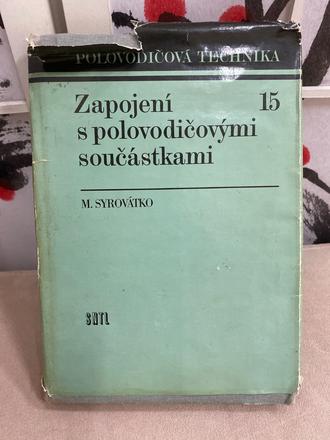 POLOVODIČOVÁ TECHNIKA
Zapojení 15
s polovodičovými
součástkami
M. SYROVÁTKO
SNTL